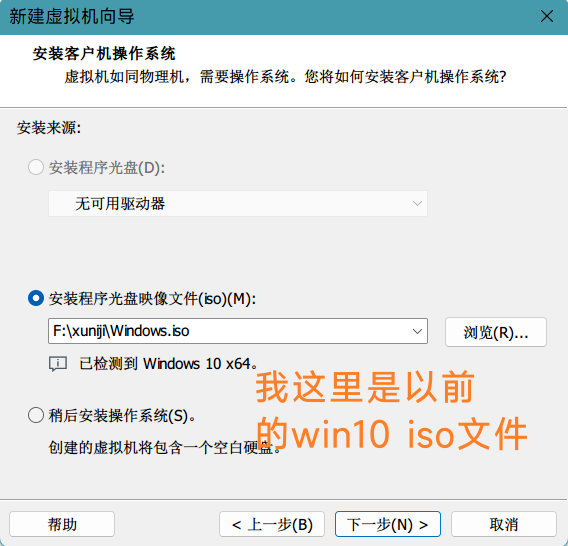 新建虚拟机向导
安装客户机操作系统
虚拟机如同物理机，需要操作系统。您将如何安装客户机操作系统?
安装来源:
安装程序光盘(D):
无可用驱动器
安装程序光盘映像文件(iso)(M):
F:\xuniji\Windows.iso
浏览(R)...
已检测到 Windows 10 x64。
我这里是以前
稍后安装操作系统(S)。
的win10 iso文件
创建的虚拟机将包含一个空白硬盘。
帮助
< 上一步(B)
下一步(N) >
取消